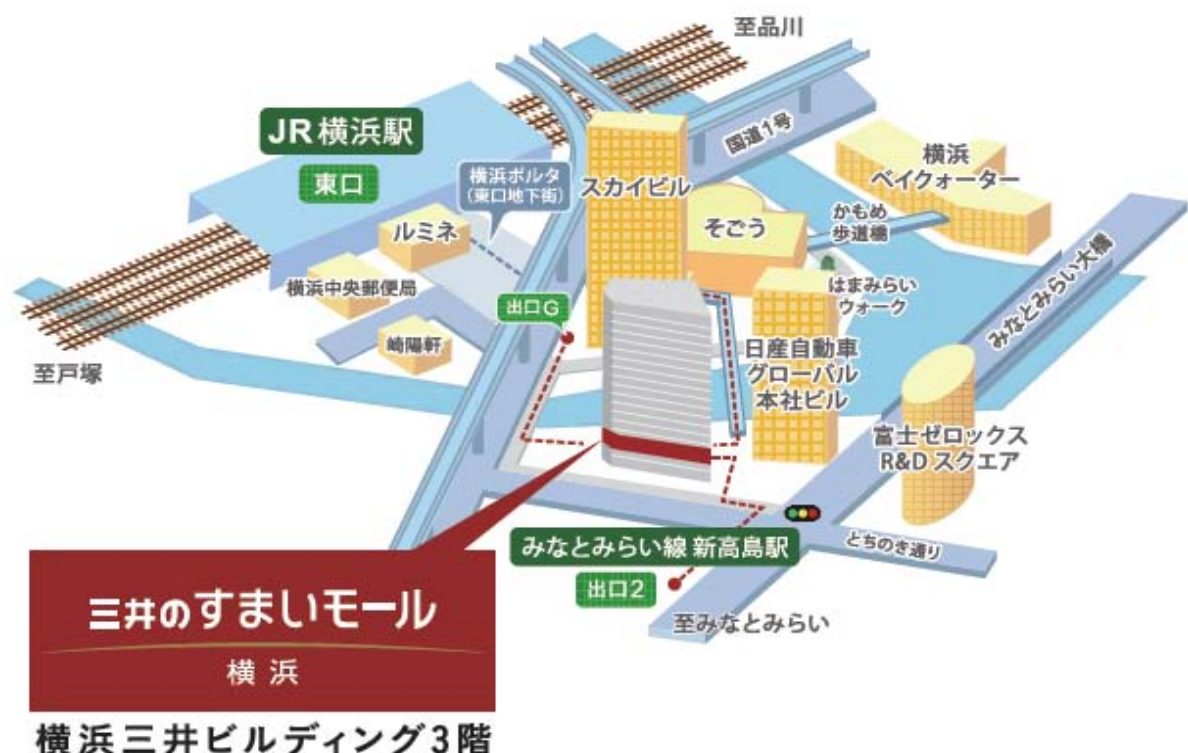 至品川
JR横浜駅
東口
横浜ポルタ
(東口地下街)
スカイビル
国道1号
横浜
ベイクォーター
そごう
かもめ
歩道橋
ルミネ
横浜中央郵便局
崎陽軒
出口G
はまみらい
ウォーク
みなとみらい大橋
至戸塚
日産自動車
グローバル
本社ビル
富士ゼロックス
R&Dスクエア
みなとみらい線 新高島駅
出口2
とちのき通り
至みなとみらい
三井のすまいモール
横浜
横浜三井ビルディング3階